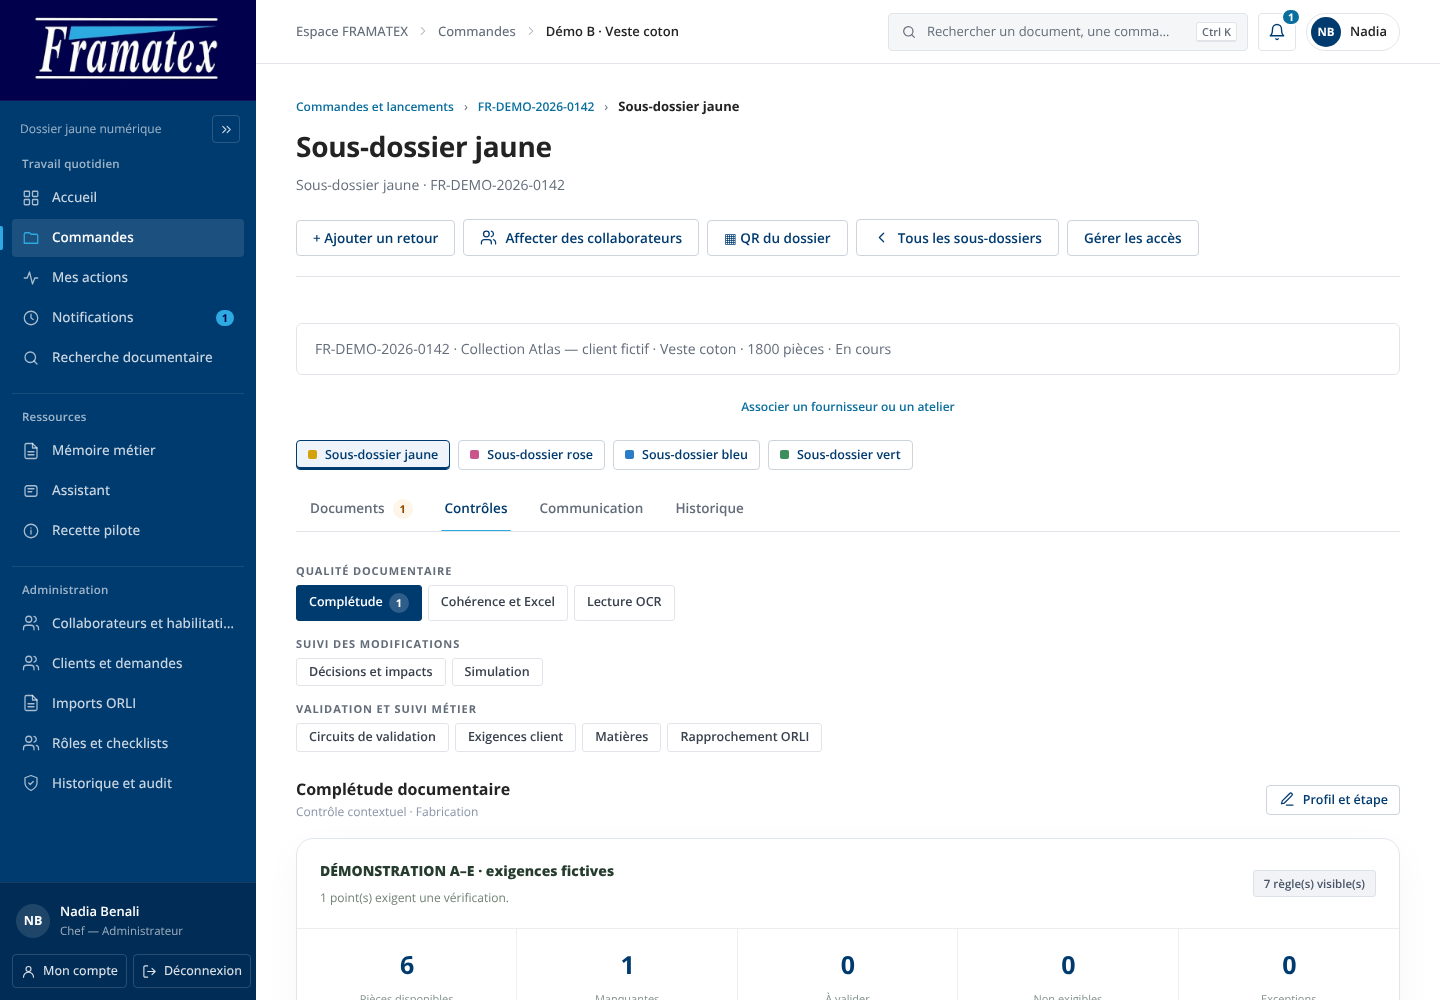 Framatex
Dossier jaune numérique
Travail quotidien
Accueil
Commandes
Mes actions
Notifications 1
Recherche documentaire
Ressources
Mémoire métier
Assistant
Recette pilote
Administration
Collaborateurs et habilitati...
Clients et demandes
Imports ORLI
Rôles et checklists
Historique et audit
NB
Nadia Benali
Chef — Administrateur
Mon compte
Déconnexion
Espace FRAMATEX > Commandes > Démo B · Veste coton
Rechercher un document, une comma... Ctrl K
1
NB Nadia
Commandes et lancements › FR-DEMO-2026-0142 › Sous-dossier jaune
Sous-dossier jaune
Sous-dossier jaune · FR-DEMO-2026-0142
+ Ajouter un retour
Affecter des collaborateurs
QR du dossier
Tous les sous-dossiers
Gérer les accès
FR-DEMO-2026-0142 · Collection Atlas — client fictif · Veste coton · 1800 pièces · En cours
Associer un fournisseur ou un atelier
Sous-dossier jaune
Sous-dossier rose
Sous-dossier bleu
Sous-dossier vert
Documents 1
Contrôles
Communication
Historique
QUALITÉ DOCUMENTAIRE
Complétude 1
Cohérence et Excel
Lecture OCR
SUIVI DES MODIFICATIONS
Décisions et impacts
Simulation
VALIDATION ET SUIVI MÉTIER
Circuits de validation
Exigences client
Matières
Rapprochement ORLI
Complétude documentaire
Contrôle contextuel · Fabrication
Profil et étape
DÉMONSTRATION A–E · exigences fictives
1 point(s) exigent une vérification.
7 règle(s) visible(s)
6
Pièces disponibles
1
Manquantes
0
À valider
0
Non exigibles
0
Exceptions